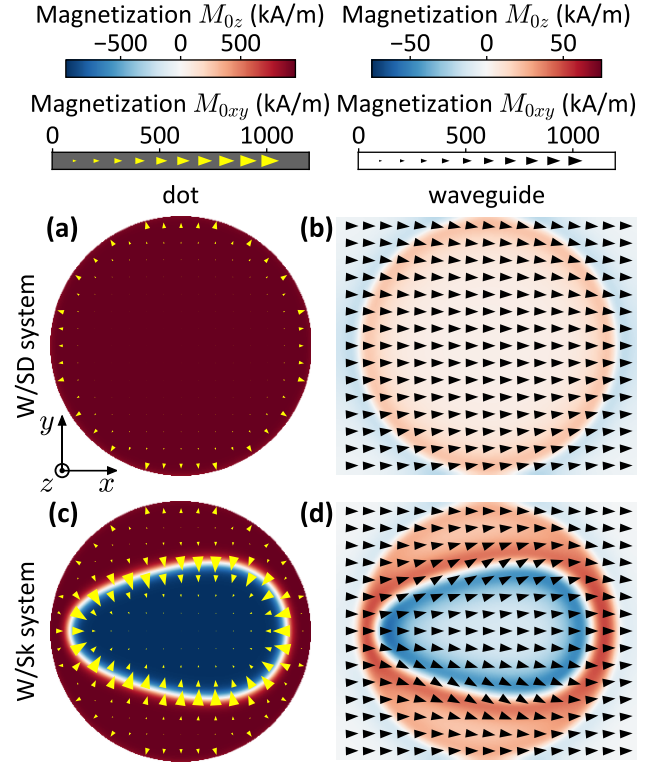 Magnetization M₀z (kA/m)
−500 0 500
Magnetization M₀xy (kA/m)
0 500 1000
dot
Magnetization M₀z (kA/m)
−50 0 50
Magnetization M₀xy (kA/m)
0 500 1000
waveguide
W/SD system
(a)
(b)
y
z
x
W/Sk system
(c)
(d)